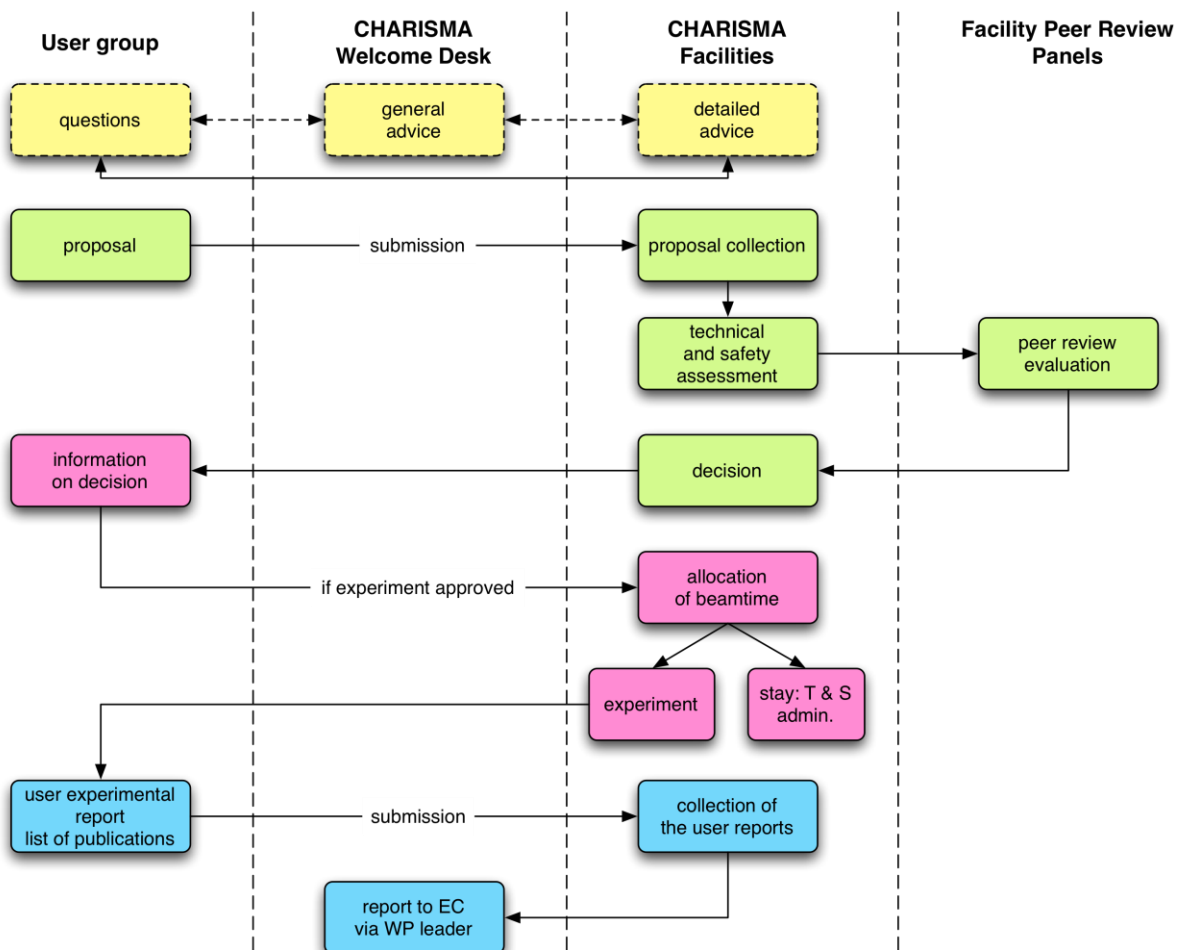 User group
CHARISMA
Welcome Desk
CHARISMA
Facilities
Facility Peer Review
Panels
questions
general
advice
detailed
advice
proposal
submission
proposal collection
technical
and safety
assessment
peer review
evaluation
information
on decision
decision
if experiment approved
allocation
of beamtime
experiment
stay: T & S
admin.
user experimental
report
list of publications
submission
collection of
the user reports
report to EC
via WP leader